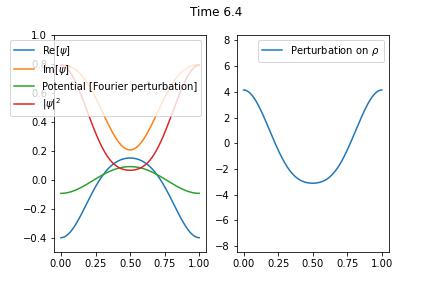 Time 6.4
1.0
0.8
0.6
0.4
0.2
0.0
−0.2
−0.4
0.00 0.25 0.50 0.75 1.00
Re[ψ]
Im[ψ]
Potential [Fourier perturbation]
|ψ|²
8
6
4
2
0
−2
−4
−6
−8
0.00 0.25 0.50 0.75 1.00
Perturbation on ρ